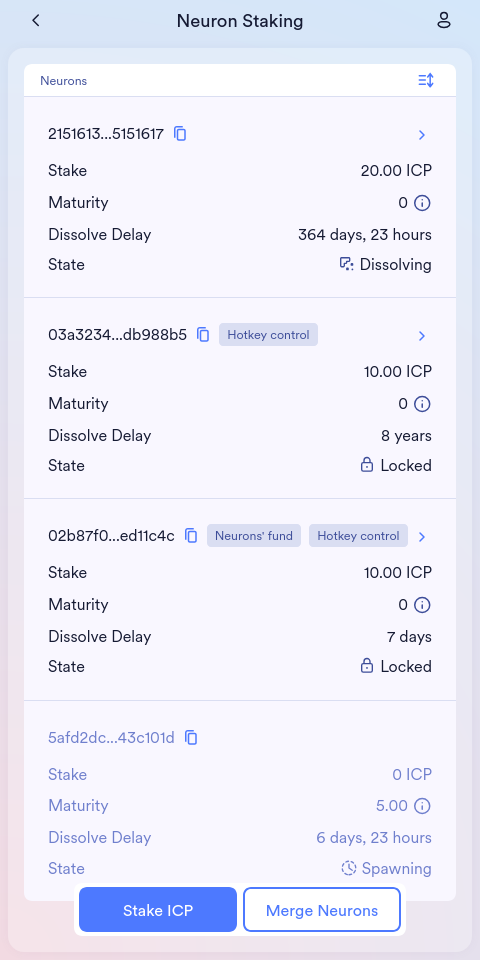 Neuron Staking
Neurons
2151613...5151617
Stake 20.00 ICP
Maturity 0
Dissolve Delay 364 days, 23 hours
State Dissolving
03a3234...db988b5 Hotkey control
Stake 10.00 ICP
Maturity 0
Dissolve Delay 8 years
State Locked
02b87f0...ed11c4c Neurons' fund Hotkey control
Stake 10.00 ICP
Maturity 0
Dissolve Delay 7 days
State Locked
5afd2dc...43c101d
Stake 0 ICP
Maturity 5.00
Dissolve Delay 6 days, 23 hours
State Spawning
Stake ICP Merge Neurons